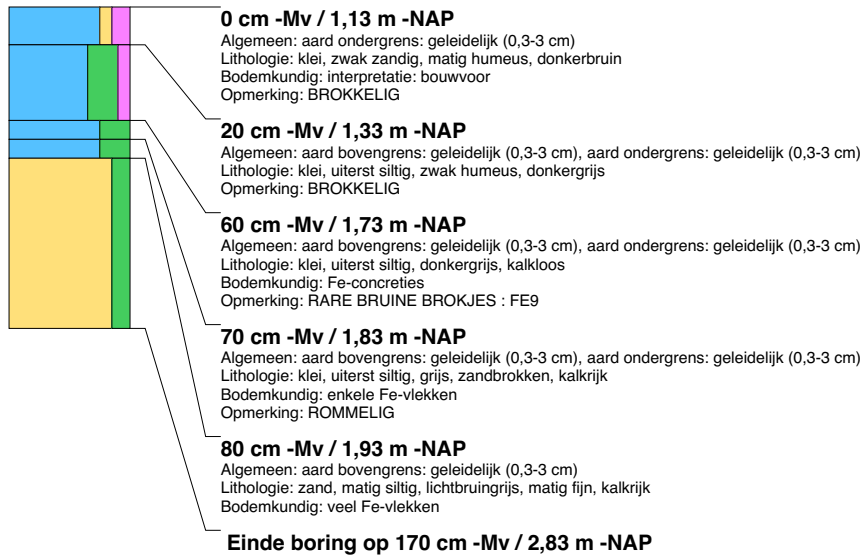 0 cm -Mv / 1,13 m -NAP
Algemeen: aard ondergrens: geleidelijk (0,3-3 cm)
Lithologie: klei, zwak zandig, matig humeus, donkerbruin
Bodemkundig: interpretatie: bouwvoor
Opmerking: BROKKELIG
20 cm -Mv / 1,33 m -NAP
Algemeen: aard bovengrens: geleidelijk (0,3-3 cm), aard ondergrens: geleidelijk (0,3-3 cm)
Lithologie: klei, uiterst siltig, zwak humeus, donkergrijs
Opmerking: BROKKELIG
60 cm -Mv / 1,73 m -NAP
Algemeen: aard bovengrens: geleidelijk (0,3-3 cm), aard ondergrens: geleidelijk (0,3-3 cm)
Lithologie: klei, uiterst siltig, donkergrijs, kalkloos
Bodemkundig: Fe-concreties
Opmerking: RARE BRUINE BROKJES : FE9
70 cm -Mv / 1,83 m -NAP
Algemeen: aard bovengrens: geleidelijk (0,3-3 cm), aard ondergrens: geleidelijk (0,3-3 cm)
Lithologie: klei, uiterst siltig, grijs, zandbrokken, kalkrijk
Bodemkundig: enkele Fe-vlekken
Opmerking: ROMMELIG
80 cm -Mv / 1,93 m -NAP
Algemeen: aard bovengrens: geleidelijk (0,3-3 cm)
Lithologie: zand, matig siltig, lichtbruingrijs, matig fijn, kalkrijk
Bodemkundig: veel Fe-vlekken
Einde boring op 170 cm -Mv / 2,83 m -NAP